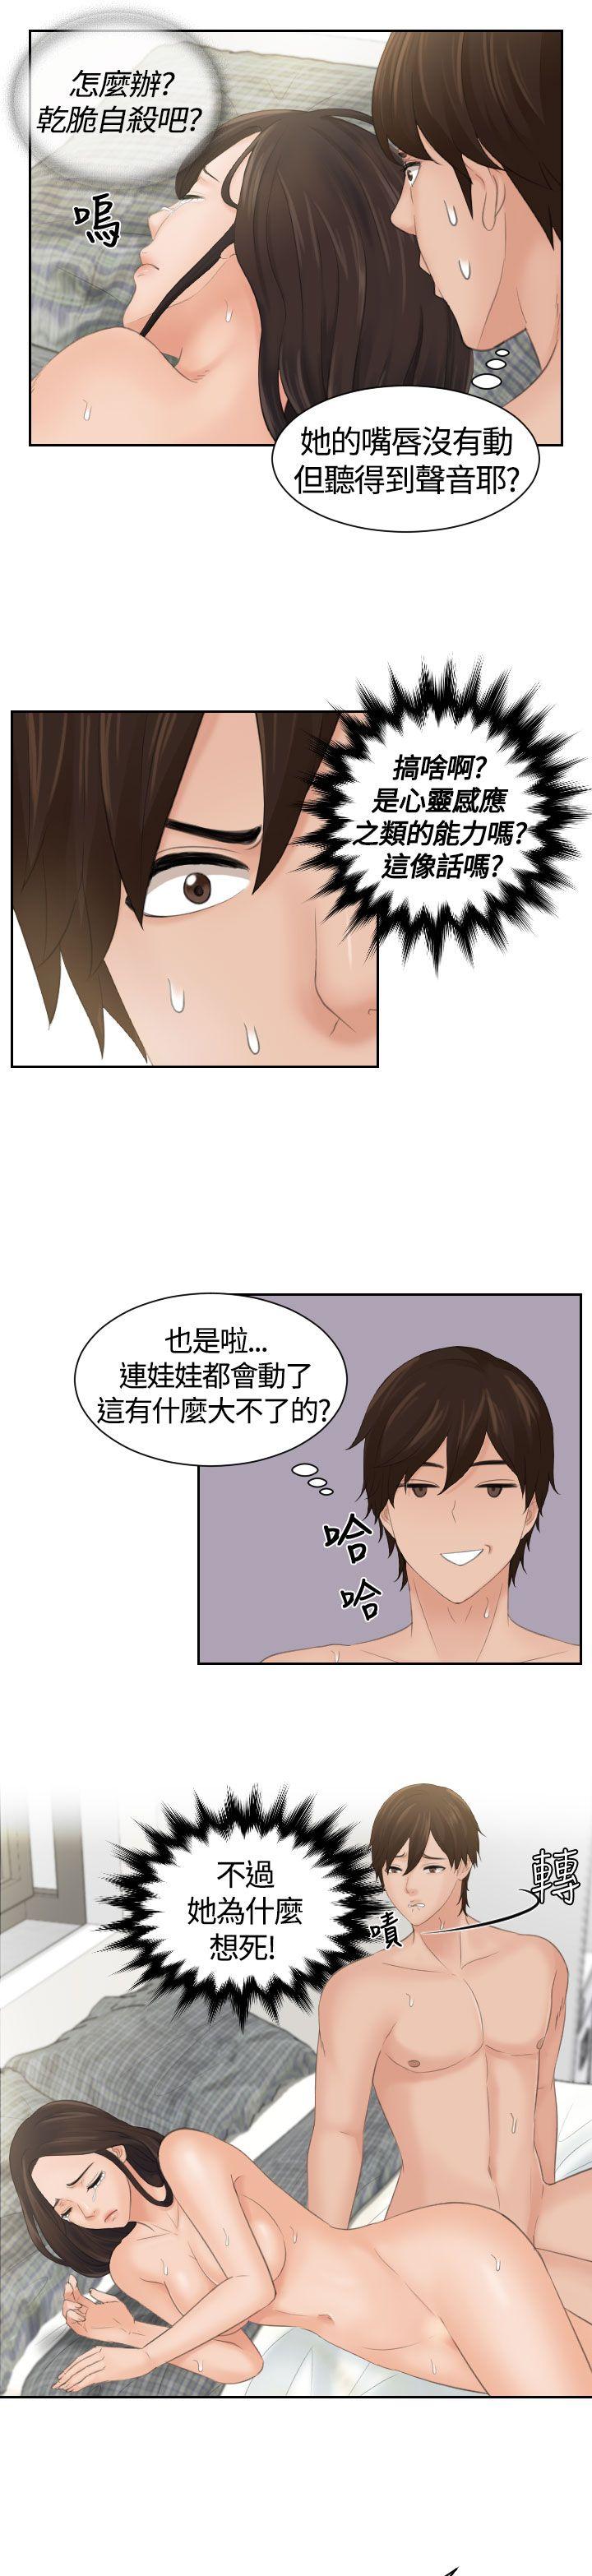 怎麼辦?
乾脆自殺吧?
嗚
她的嘴唇沒有動
但聽得到聲音耶?
搞啥啊?
是心靈感應
之類的能力嗎?
這像話嗎?
也是啦...
連娃娃都會動了
這有什麼大不了的?
哈
哈
不過
她為什麼
想死!
轉
嘖